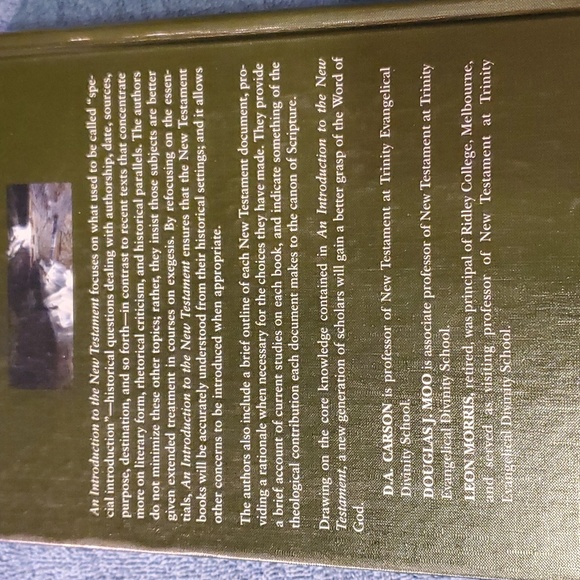 An Introduction to the New Testament focuses on what used to be called "spe-
cial introduction"—historical questions dealing with authorship, date, sources,
purpose, destination, and so forth—in contrast to recent texts that concentrate
more on literary form, rhetorical criticism, and historical parallels. The authors
do not minimize these other topics; rather, they insist those subjects are better
given extended treatment in courses on exegesis. By refocusing on the essen-
tials, An Introduction to the New Testament ensures that the New Testament
books will be accurately understood from their historical settings; and it allows
other concerns to be introduced when appropriate.
The authors also include a brief outline of each New Testament document, pro-
viding a rationale when necessary for the choices they have made. They provide
a brief account of current studies on each book, and indicate something of the
theological contribution each document makes to the canon of Scripture.
Drawing on the core knowledge contained in An Introduction to the New
Testament, a new generation of scholars will gain a better grasp of the Word of
God.
D.A. CARSON is professor of New Testament at Trinity Evangelical
Divinity School
DOUGLAS J. MOO is associate professor of New Testament at Trinity
Evangelical Divinity School.
LEON MORRIS, retired, was principal of Ridley College, Melbourne,
and served as visiting professor of New Testament at Trinity
Evangelical Divinity School.